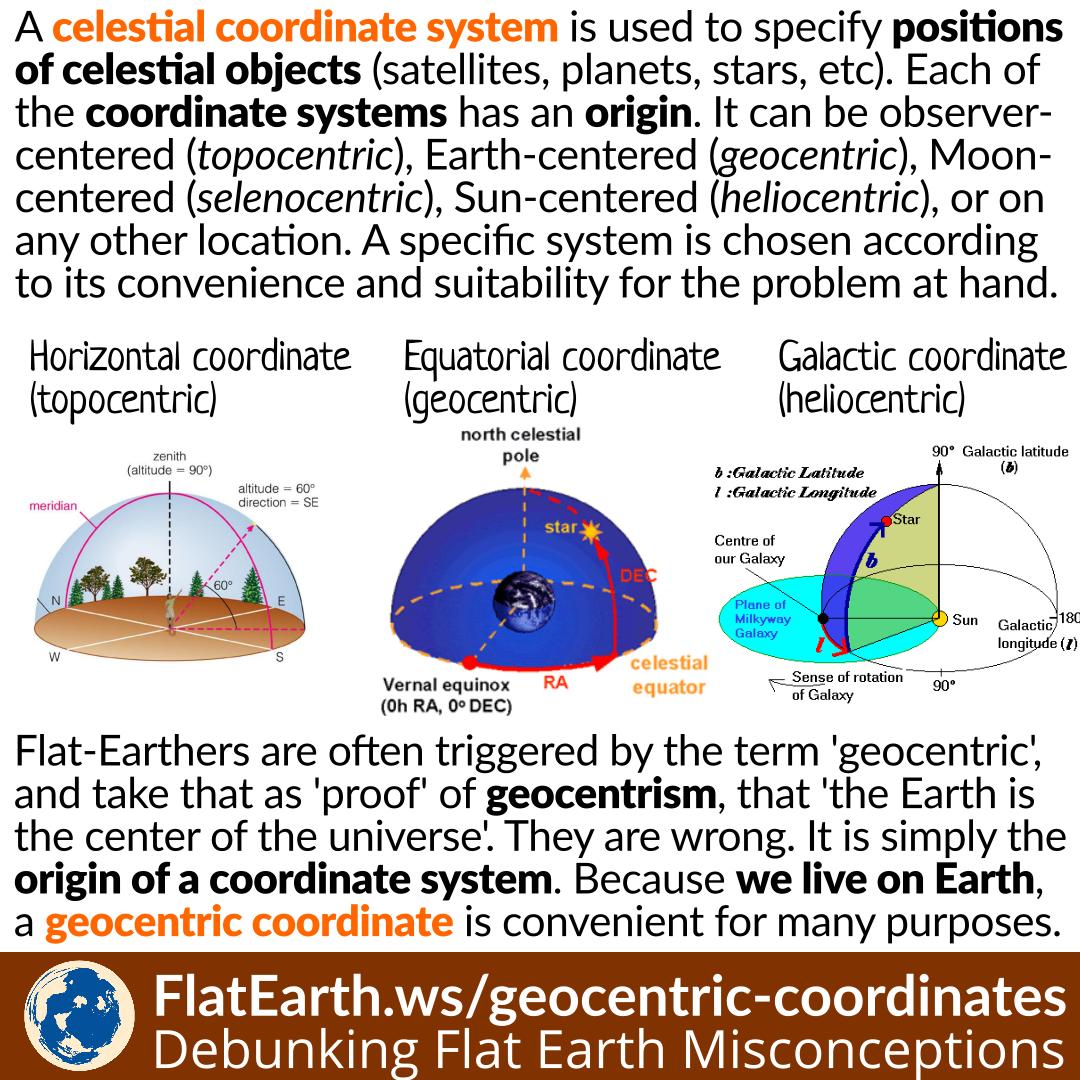 A celestial coordinate system is used to specify positions
of celestial objects (satellites, planets, stars, etc). Each of
the coordinate systems has an origin. It can be observer-
centered (topocentric), Earth-centered (geocentric), Moon-
centered (selenocentric), Sun-centered (heliocentric), or on
any other location. A specific system is chosen according
to its convenience and suitability for the problem at hand.
Horizontal coordinate
(topocentric)
zenith
(altitude = 90°)
altitude = 60°
direction = SE
meridian
60°
N
E
W
S
Equatorial coordinate
(geocentric)
north celestial
pole
star
DEC
celestial
equator
RA
Vernal equinox
(0h RA, 0° DEC)
Galactic coordinate
(heliocentric)
90° Galactic latitude
(b)
b :Galactic Latitude
l :Galactic Longitude
Star
Centre of
our Galaxy
b
Plane of
Milkyway
Galaxy
Sun
180
Galactic
longitude (l)
l
Sense of rotation
of Galaxy
90°
Flat-Earthers are often triggered by the term 'geocentric',
and take that as 'proof' of geocentrism, that 'the Earth is
the center of the universe'. They are wrong. It is simply the
origin of a coordinate system. Because we live on Earth,
a geocentric coordinate is convenient for many purposes.
FlatEarth.ws/geocentric-coordinates
Debunking Flat Earth Misconceptions